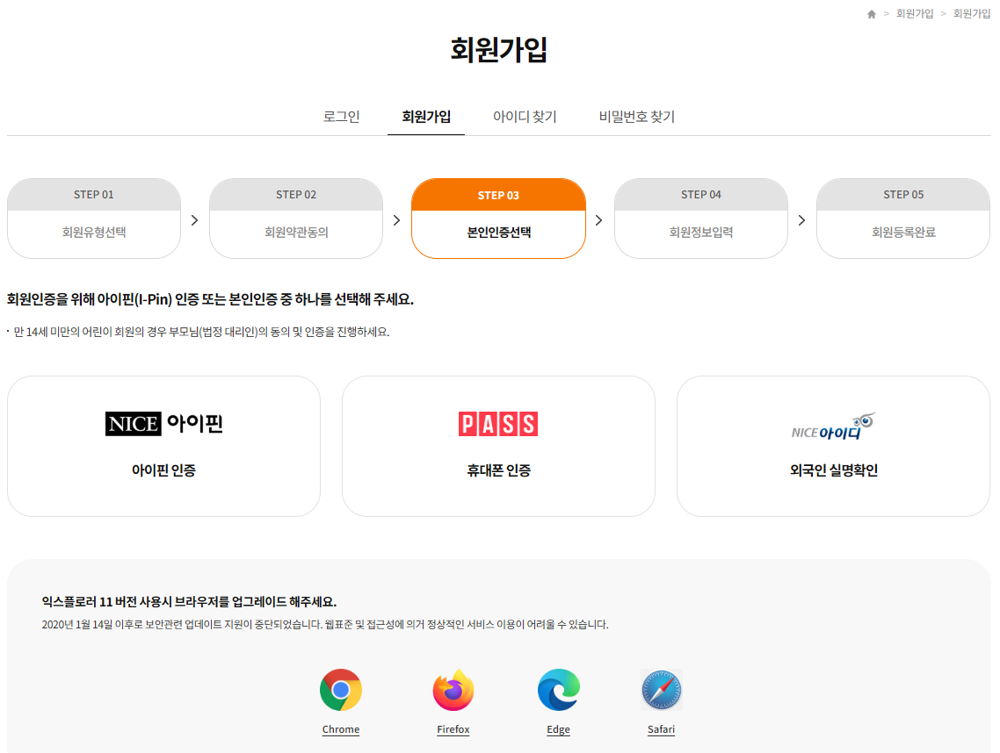 > 회원가입 > 회원가입
회원가입
로그인 회원가입 아이디 찾기 비밀번호 찾기
STEP 01 STEP 02 STEP 03 STEP 04 STEP 05
회원유형선택 > 회원약관동의 > 본인인증선택 > 회원정보입력 > 회원등록완료
회원인증을 위해 아이핀(I-Pin) 인증 또는 본인인증 중 하나를 선택해 주세요.
· 만 14세 미만의 어린이 회원의 경우 부모님(법정 대리인)의 동의 및 인증을 진행하세요.
NICE 아이핀 PASS NICE아이디
아이핀 인증 휴대폰 인증 외국인 실명확인
익스플로러 11 버전 사용시 브라우저를 업그레이드 해주세요.
2020년 1월 14일 이후로 보안관련 업데이트 지원이 중단되었습니다. 웹표준 및 접근성에 의거 정상적인 서비스 이용이 어려울 수 있습니다.
Chrome Firefox Edge Safari